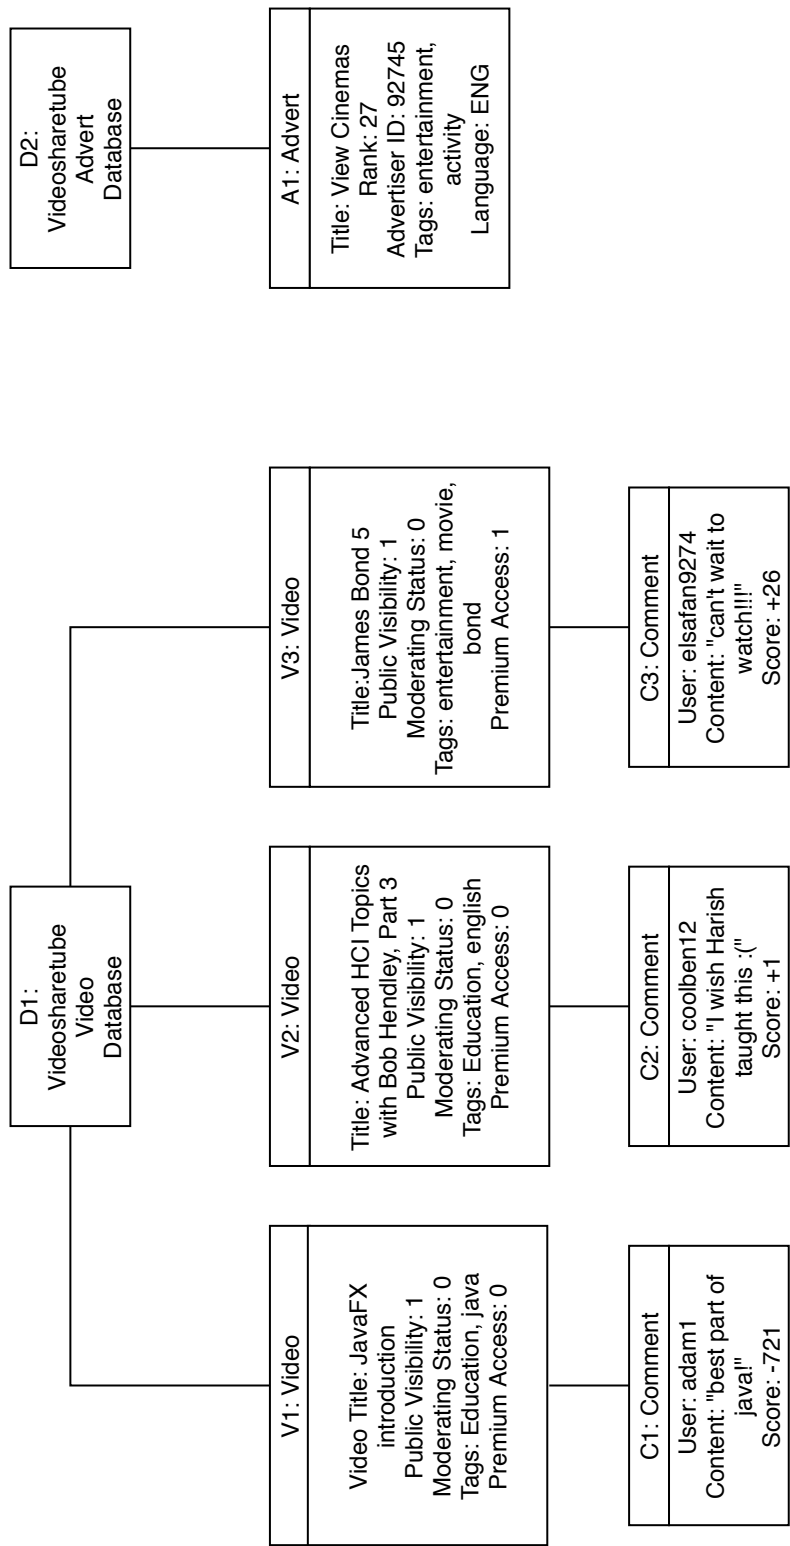 D1:
Videosharetube
Video
Database
D2:
Videosharetube
Advert
Database
V1: Video
Video Title: JavaFX
introduction
Public Visibility: 1
Moderating Status: 0
Tags: Education, java
Premium Access: 0
V2: Video
Title: Advanced HCI Topics
with Bob Hendley, Part 3
Public Visibility: 1
Moderating Status: 0
Tags: Education, english
Premium Access: 0
V3: Video
Title:James Bond 5
Public Visibility: 1
Moderating Status: 0
Tags: entertainment, movie,
bond
Premium Access: 1
A1: Advert
Title: View Cinemas
Rank: 27
Advertiser ID: 92745
Tags: entertainment,
activity
Language: ENG
C1: Comment
User: adam1
Content: "best part of
java!"
Score: -721
C2: Comment
User: coolben12
Content: "I wish Harish
taught this :("
Score: +1
C3: Comment
User: elsafan9274
Content: "can't wait to
watch!!!"
Score: +26